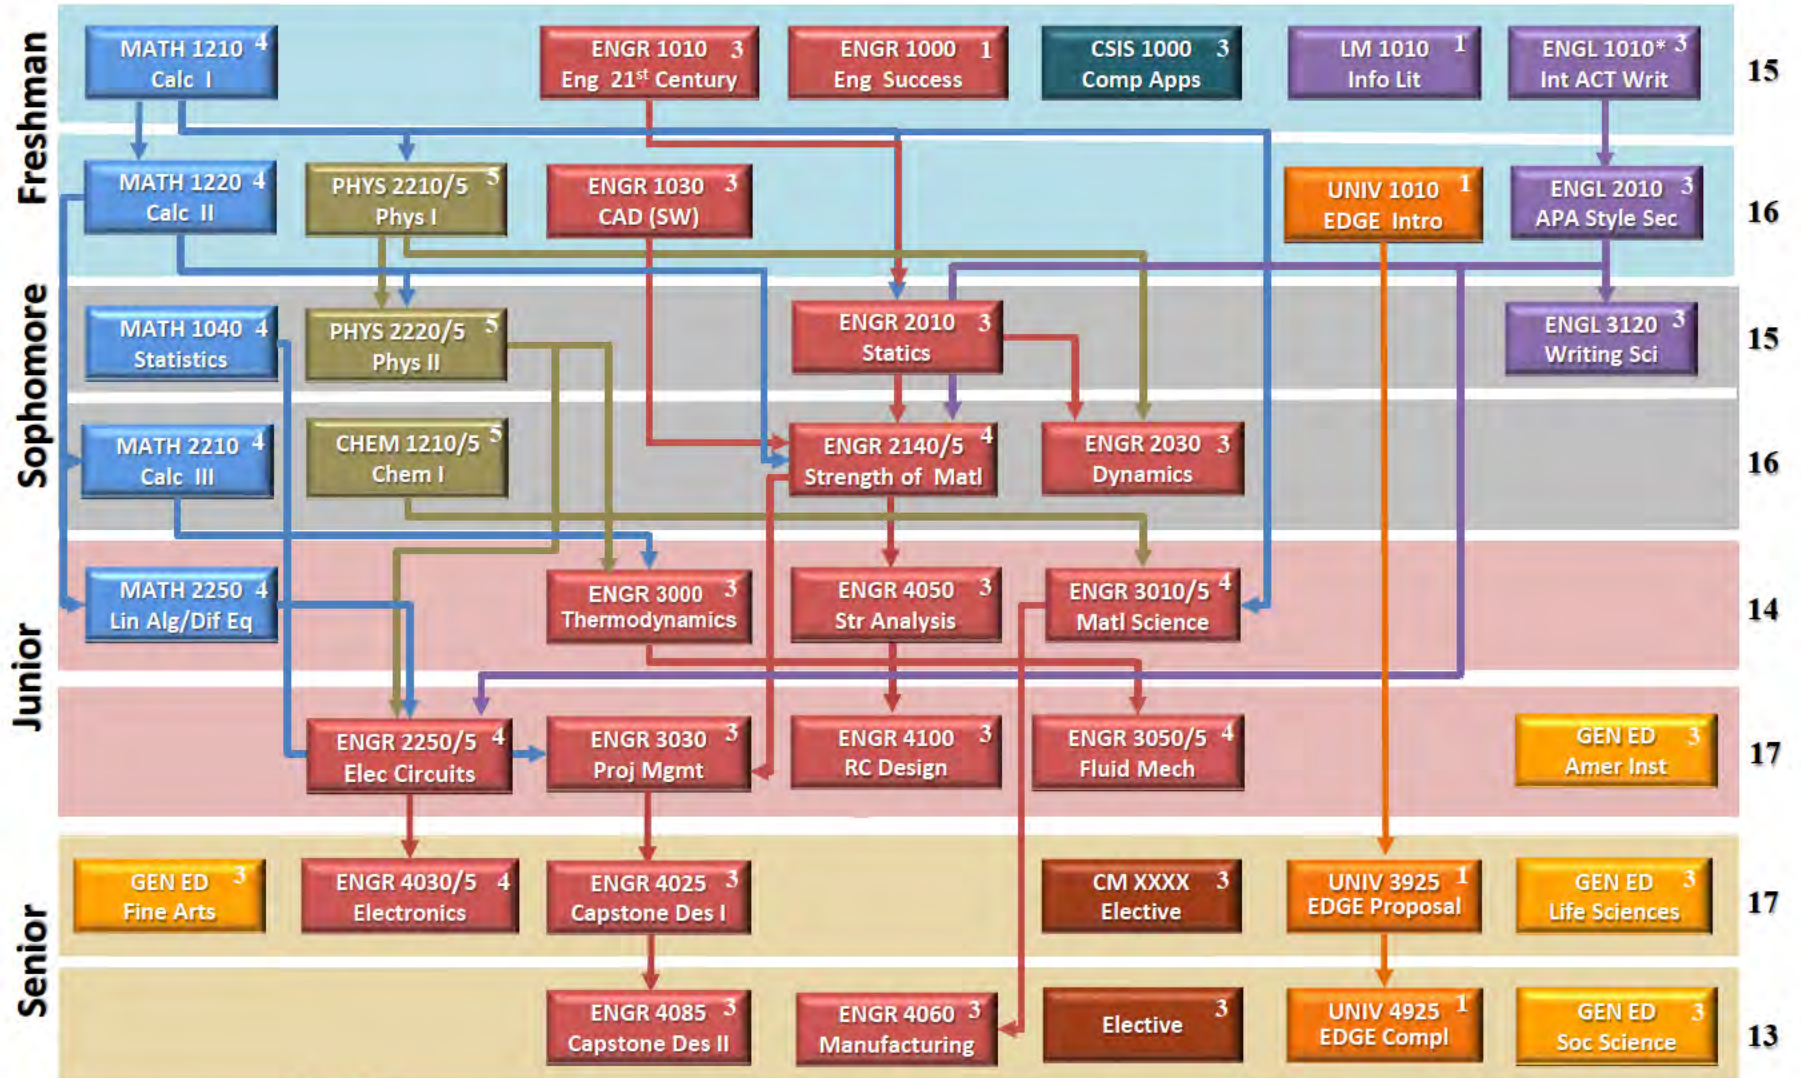 Freshman
MATH 1210 4
Calc I
ENGR 1010 3
Eng 21st Century
ENGR 1000 1
Eng Success
CSIS 1000 3
Comp Apps
LM 1010 1
Info Lit
ENGL 1010* 3
Int ACT Writ
15
MATH 1220 4
Calc II
PHYS 2210/5 5
Phys I
ENGR 1030 3
CAD (SW)
UNIV 1010 1
EDGE Intro
ENGL 2010 3
APA Style Sec
16
Sophomore
MATH 1040 4
Statistics
PHYS 2220/5 5
Phys II
ENGR 2010 3
Statics
ENGL 3120 3
Writing Sci
15
MATH 2210 4
Calc III
CHEM 1210/5 5
Chem I
ENGR 2140/5 4
Strength of Matl
ENGR 2030 3
Dynamics
16
Junior
MATH 2250 4
Lin Alg/Dif Eq
ENGR 3000 3
Thermodynamics
ENGR 4050 3
Str Analysis
ENGR 3010/5 4
Matl Science
14
ENGR 2250/5 4
Elec Circuits
ENGR 3030 3
Proj Mgmt
ENGR 4100 3
RC Design
ENGR 3050/5 4
Fluid Mech
GEN ED 3
Amer Inst
17
Senior
GEN ED 3
Fine Arts
ENGR 4030/5 4
Electronics
ENGR 4025 3
Capstone Des I
CM XXXX 3
Elective
UNIV 3925 1
EDGE Proposal
GEN ED 3
Life Sciences
17
ENGR 4085 3
Capstone Des II
ENGR 4060 3
Manufacturing
Elective 3
UNIV 4925 1
EDGE Compl
GEN ED 3
Soc Science
13